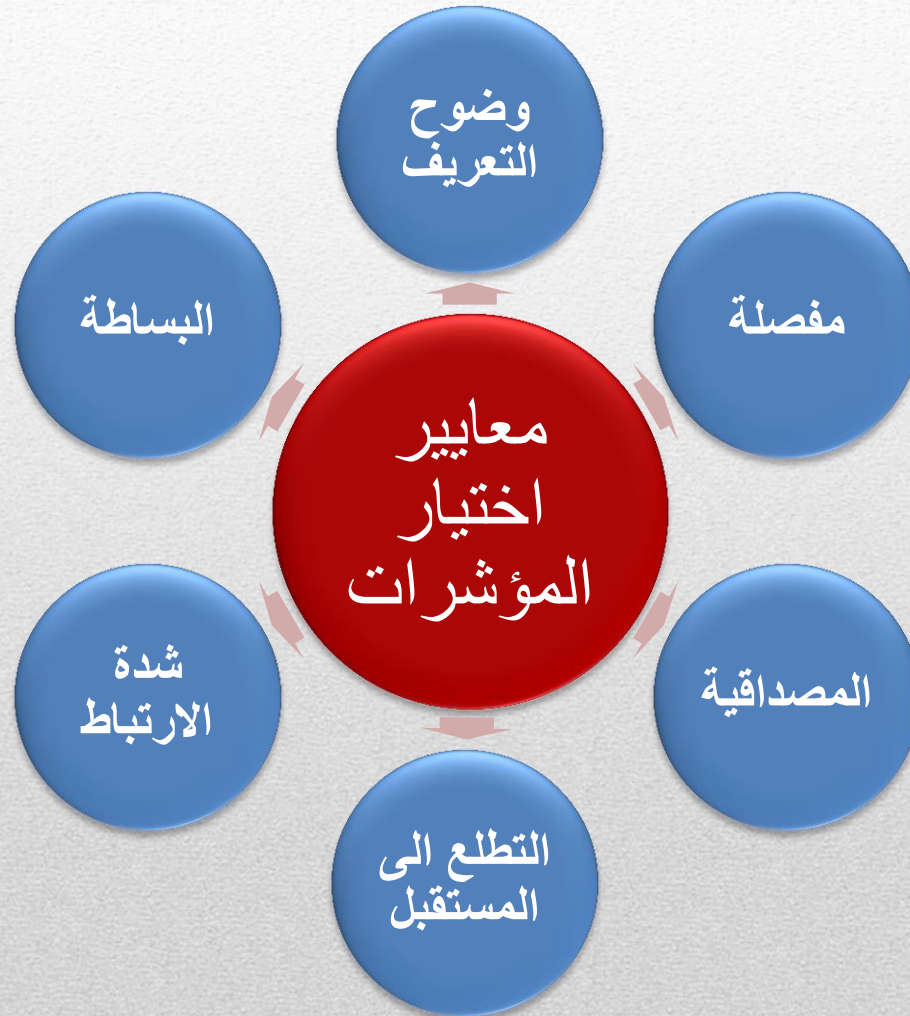 وضوح
التعريف
مفصلة
البساطة
معايير
اختيار
المؤشرات
المصداقية
شدة
الارتباط
التطلع الى
المستقبل